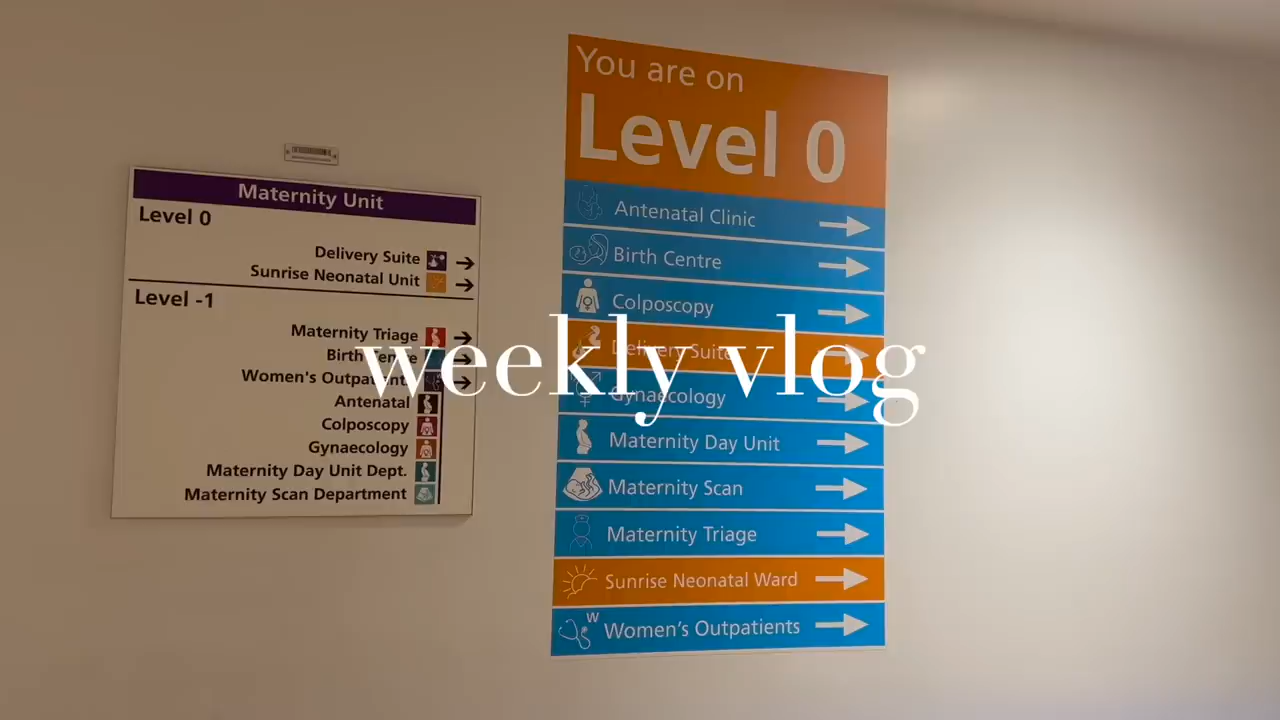 Maternity Unit
Level 0
Delivery Suite
Sunrise Neonatal Unit
Level -1
Maternity Triage
Birth Centre
Women's Outpatients
Antenatal
Colposcopy
Gynaecology
Maternity Day Unit Dept.
Maternity Scan Department
You are on
Level 0
Antenatal Clinic
Birth Centre
Colposcopy
Delivery Suite
Gynaecology
Maternity Day Unit
Maternity Scan
Maternity Triage
Sunrise Neonatal Ward
W
Women's Outpatients
weekly vlog